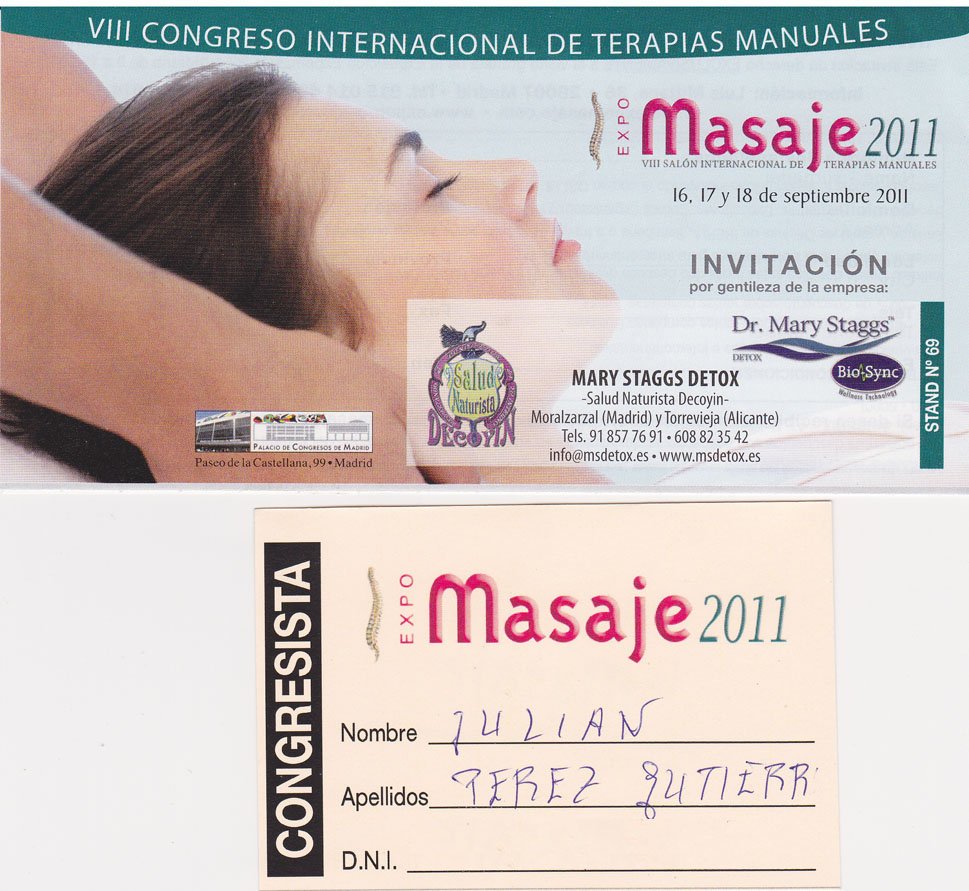 VIII CONGRESO INTERNACIONAL DE TERAPIAS MANUALES
EXPO
Masaje 2011
VIII SALÓN INTERNACIONAL DE TERAPIAS MANUALES
16, 17 y 18 de septiembre 2011
INVITACIÓN
por gentileza de la empresa:
Dr. Mary Staggs™
DETOX
Bio Sync
Wellness Technology
STAND Nº 69
Salud
Naturista
DECOYIN
MARY STAGGS DETOX
-Salud Naturista Decoyin-
Moralzarzal (Madrid) y Torrevieja (Alicante)
Tels. 91 857 76 91 • 608 82 35 42
info@msdetox.es • www.msdetox.es
PALACIO DE CONGRESOS DE MADRID
Paseo de la Castellana, 99 • Madrid
CONGRESISTA
EXPO
Masaje 2011
Nombre JULIAN
Apellidos PEREZ GUTIERR
D.N.I.